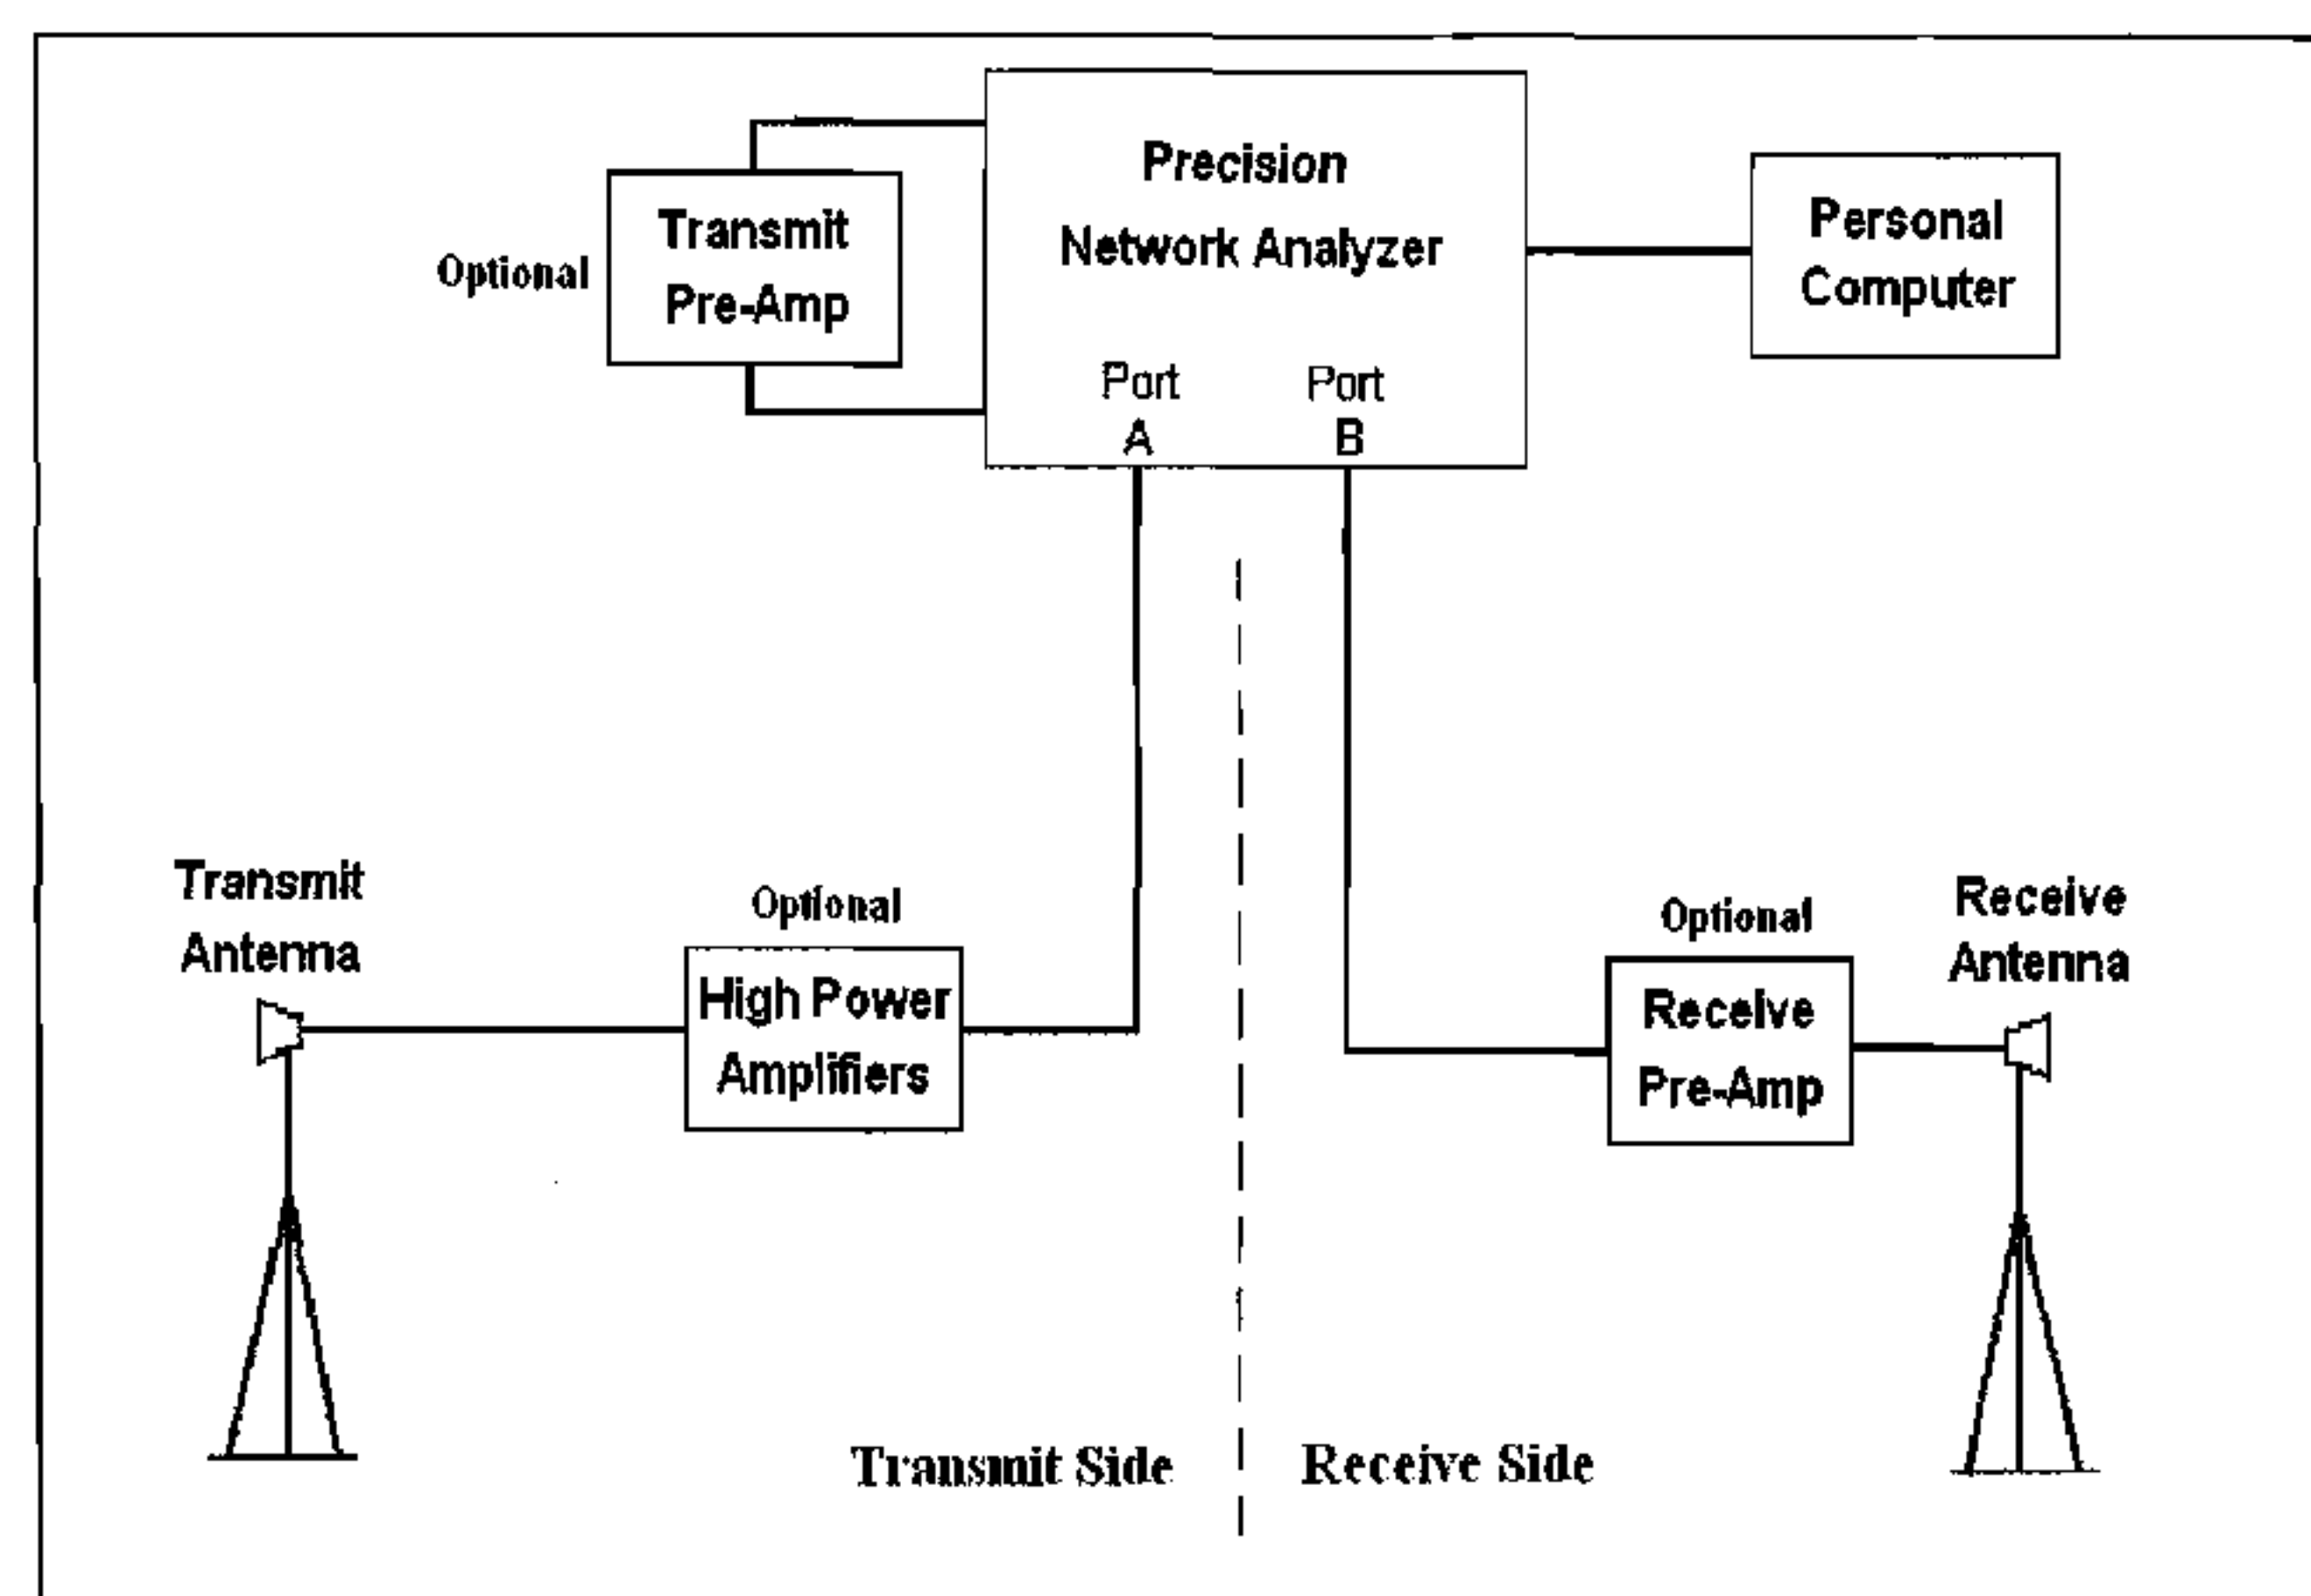 Precision
Network Analyzer
Port
A
Port
B
Optional
Transmit
Pre-Amp
Personal
Computer
Transmit
Antenna
Optional
High Power
Amplifiers
Optional
Receive
Pre-Amp
Receive
Antenna
Transmit Side
Receive Side